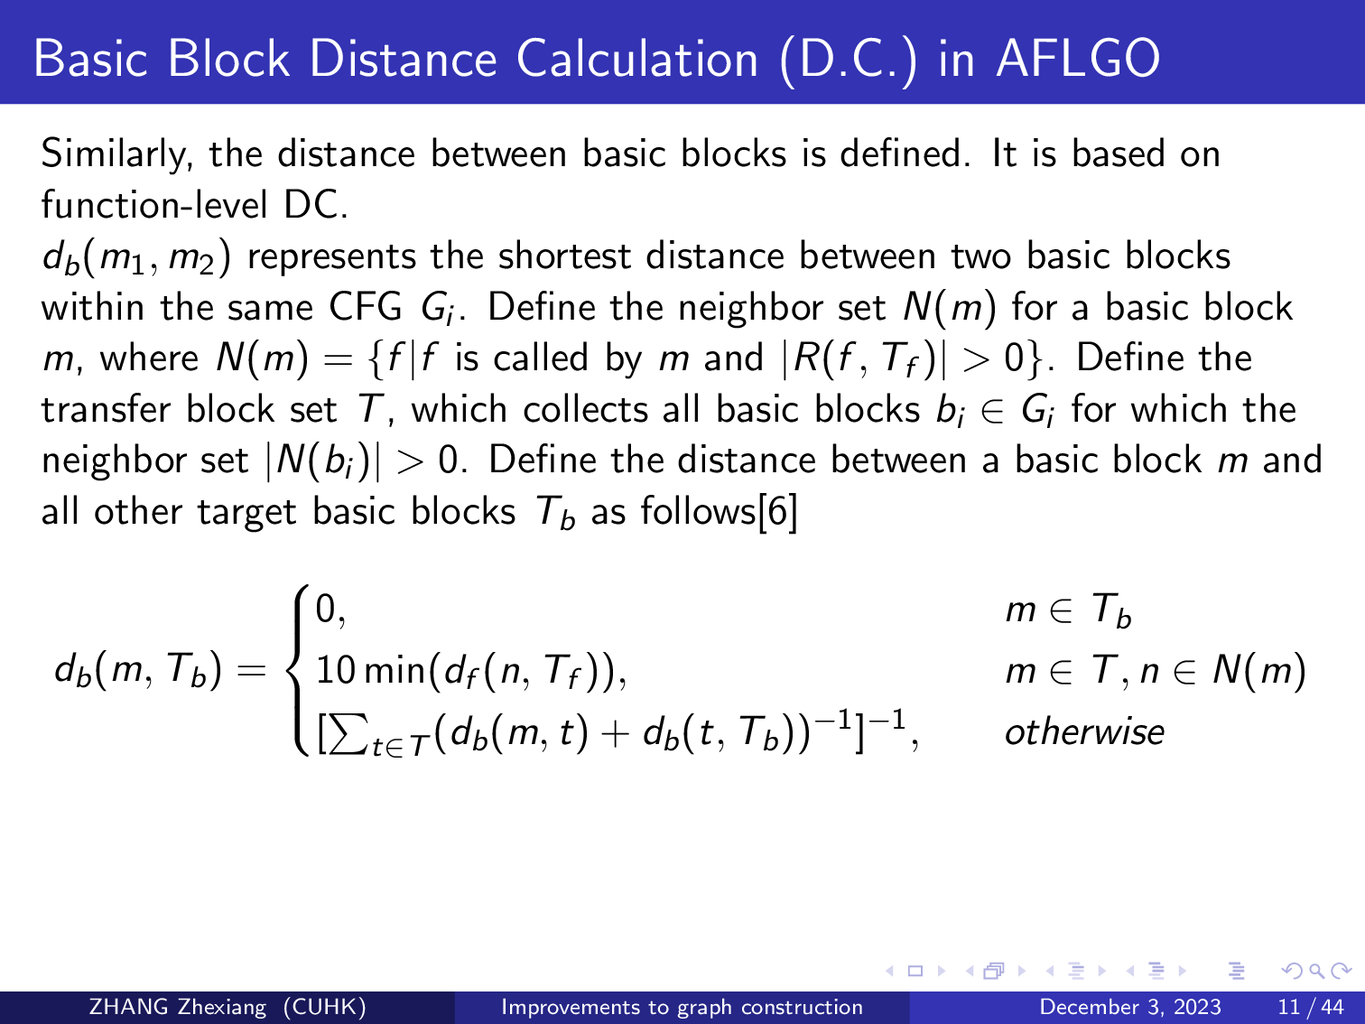 Basic Block Distance Calculation (D.C.) in AFLGO
Similarly, the distance between basic blocks is defined. It is based on
function-level DC.
d_b(m_1, m_2) represents the shortest distance between two basic blocks
within the same CFG G_i. Define the neighbor set N(m) for a basic block
m, where N(m) = {f|f is called by m and |R(f, T_f)| > 0}. Define the
transfer block set T, which collects all basic blocks b_i ∈ G_i for which the
neighbor set |N(b_i)| > 0. Define the distance between a basic block m and
all other target basic blocks T_b as follows[6]
0, m ∈ T_b
d_b(m, T_b) = { 10 min(d_f(n, T_f)), m ∈ T, n ∈ N(m)
[∑_{t∈T}(d_b(m, t) + d_b(t, T_b))^{−1}]^{−1}, otherwise
ZHANG Zhexiang (CUHK) Improvements to graph construction December 3, 2023 11 / 44